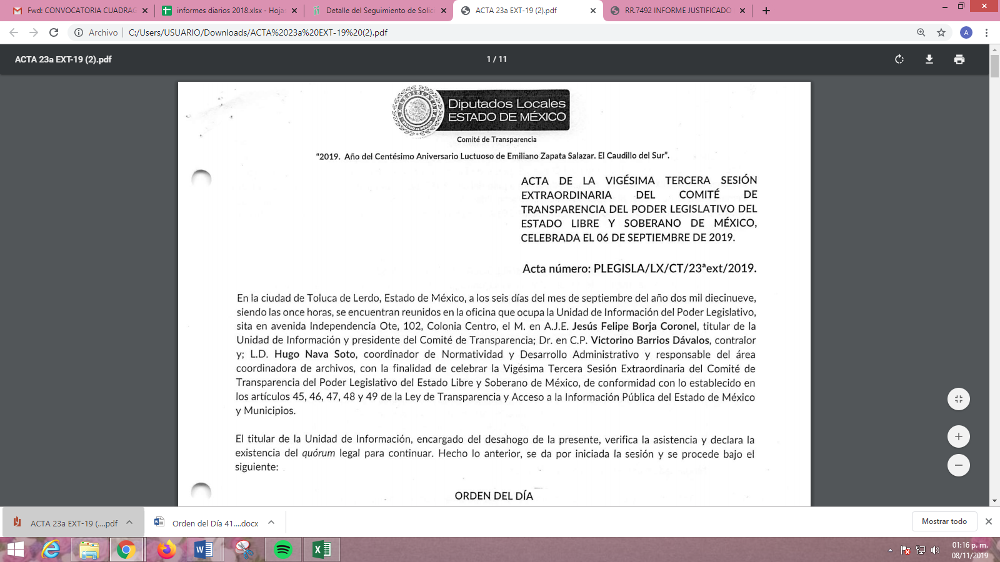 Fwd: CONVOCATORIA CUADRAG
informes diarios 2018.xlsx - Hoja
Detalle del Seguimiento de Solici
ACTA 23a EXT-19 (2).pdf
RR.7492 INFORME JUSTIFICADO
Archivo
C:/Users/USUARIO/Downloads/ACTA%2023a%20EXT-19%20(2).pdf
A
ACTA 23a EXT-19 (2).pdf
1 / 11
Diputados Locales
ESTADO DE MÉXICO
Comité de Transparencia
“2019. Año del Centésimo Aniversario Luctuoso de Emiliano Zapata Salazar. El Caudillo del Sur”.
ACTA DE LA VIGÉSIMA TERCERA SESIÓN
EXTRAORDINARIA DEL COMITÉ DE
TRANSPARENCIA DEL PODER LEGISLATIVO DEL
ESTADO LIBRE Y SOBERANO DE MÉXICO,
CELEBRADA EL 06 DE SEPTIEMBRE DE 2019.
Acta número: PLEGISLA/LX/CT/23ªext/2019.
En la ciudad de Toluca de Lerdo, Estado de México, a los seis días del mes de septiembre del año dos mil diecinueve,
siendo las once horas, se encuentran reunidos en la oficina que ocupa la Unidad de Información del Poder Legislativo,
sita en avenida Independencia Ote, 102, Colonia Centro, el M. en A.J.E. Jesús Felipe Borja Coronel, titular de la
Unidad de Información y presidente del Comité de Transparencia; Dr. en C.P. Victorino Barrios Dávalos, contralor
y; L.D. Hugo Nava Soto, coordinador de Normatividad y Desarrollo Administrativo y responsable del área
coordinadora de archivos, con la finalidad de celebrar la Vigésima Tercera Sesión Extraordinaria del Comité de
Transparencia del Poder Legislativo del Estado Libre y Soberano de México, de conformidad con lo establecido en
los artículos 45, 46, 47, 48 y 49 de la Ley de Transparencia y Acceso a la Información Pública del Estado de México
y Municipios.
El titular de la Unidad de Información, encargado del desahogo de la presente, verifica la asistencia y declara la
existencia del quórum legal para continuar. Hecho lo anterior, se da por iniciada la sesión y se procede bajo el
siguiente:
ORDEN DEL DÍA
ACTA 23a EXT-19 (....pdf
Orden del Día 41....docx
Mostrar todo
01:16 p. m.
08/11/2019